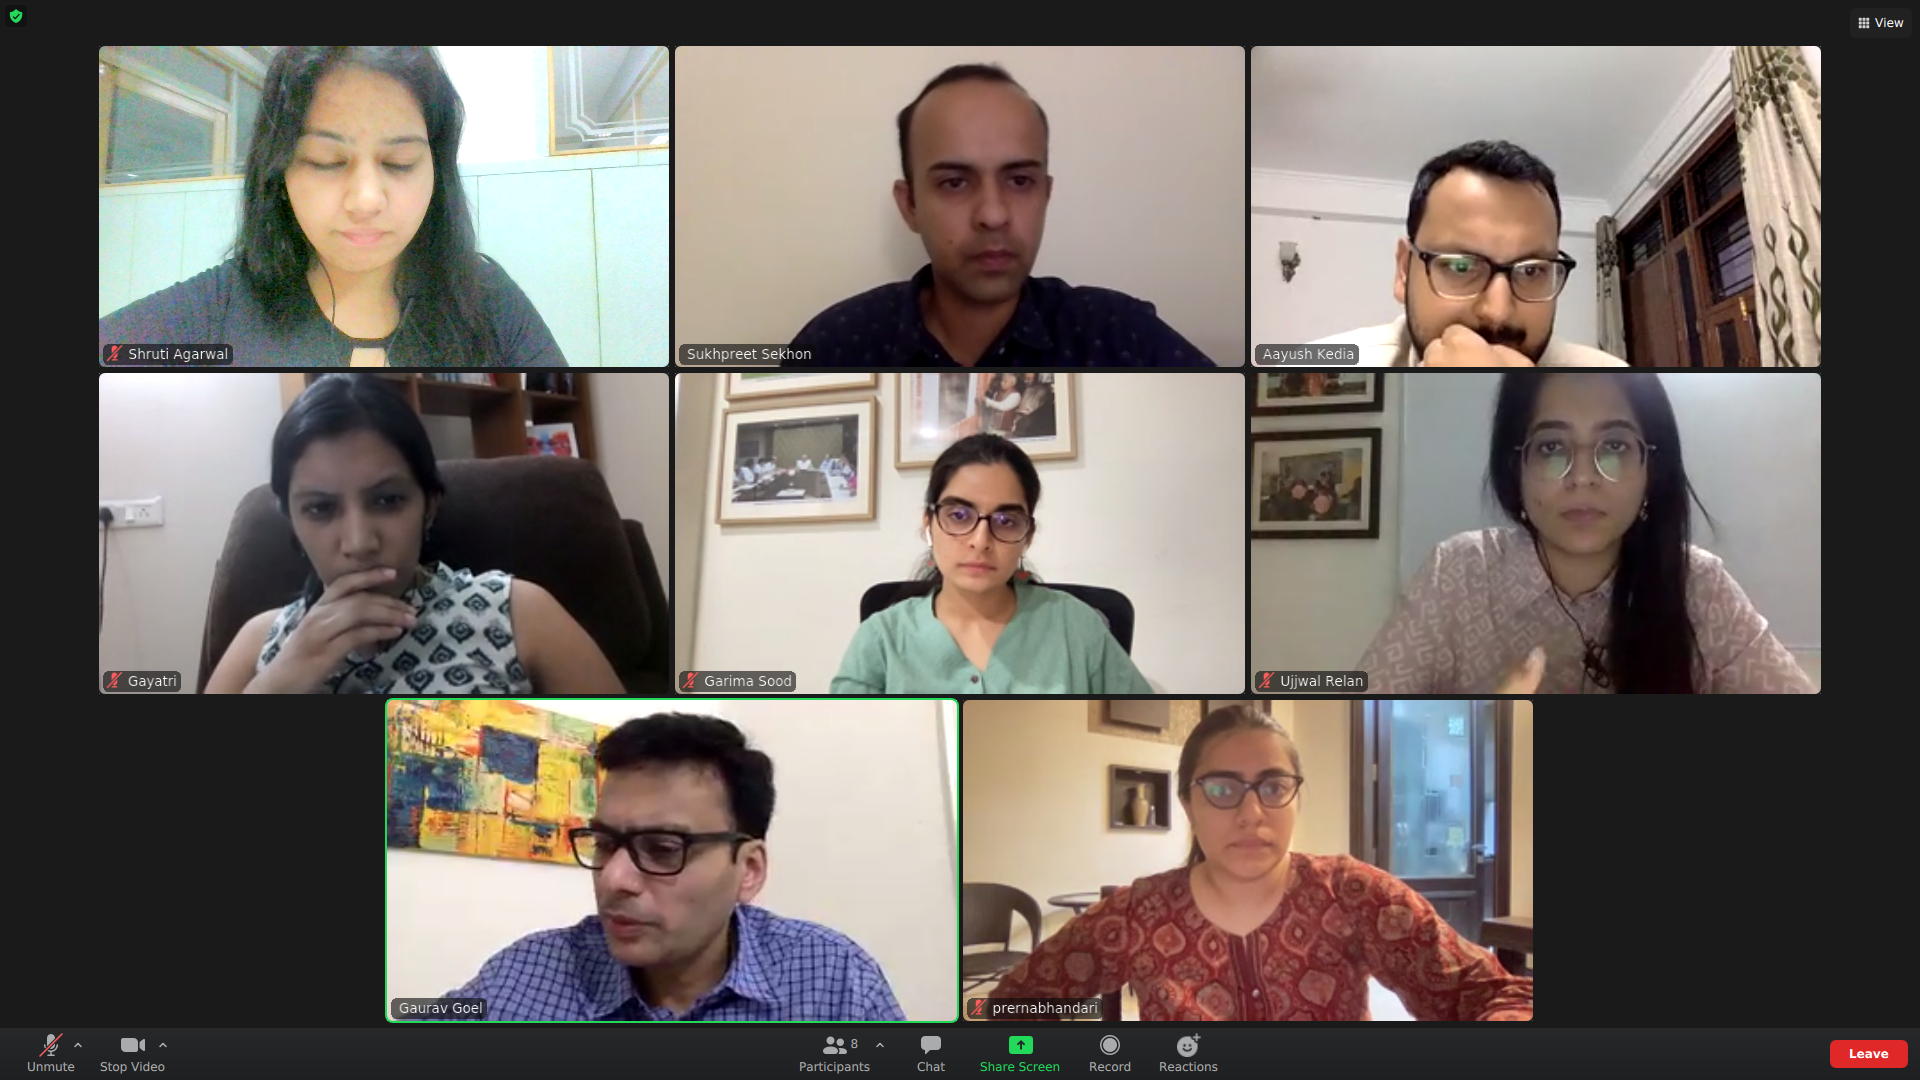 View
Shruti Agarwal
Sukhpreet Sekhon
Aayush Kedia
Gayatri
Garima Sood
Ujjwal Relan
Gaurav Goel
prernabhandari
Unmute
Stop Video
Participants
8
Chat
Share Screen
Record
Reactions
Leave